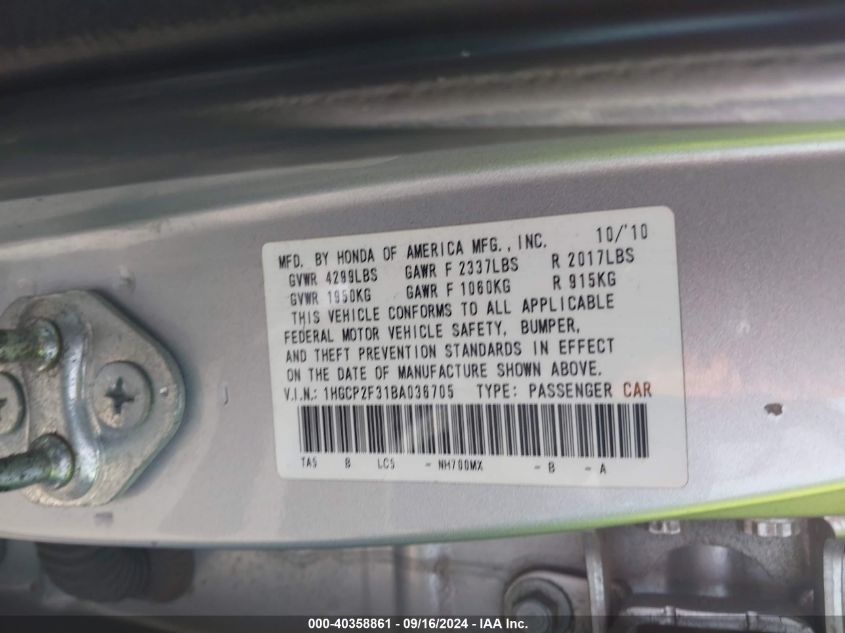 MFD. BY HONDA OF AMERICA MFG., INC. 10/'10
GVWR 4299LBS GAWR F 2337LBS R 2017LBS
GVWR 1950KG GAWR F 1060KG R 915KG
THIS VEHICLE CONFORMS TO ALL APPLICABLE
FEDERAL MOTOR VEHICLE SAFETY, BUMPER,
AND THEFT PREVENTION STANDARDS IN EFFECT
ON THE DATE OF MANUFACTURE SHOWN ABOVE.
V.I.N.: 1HGCP2F31BA036705 TYPE: PASSENGER CAR
TA5 B LC5 - NH700MX - B - A
000-40358861 - 09/16/2024 - IAA Inc.